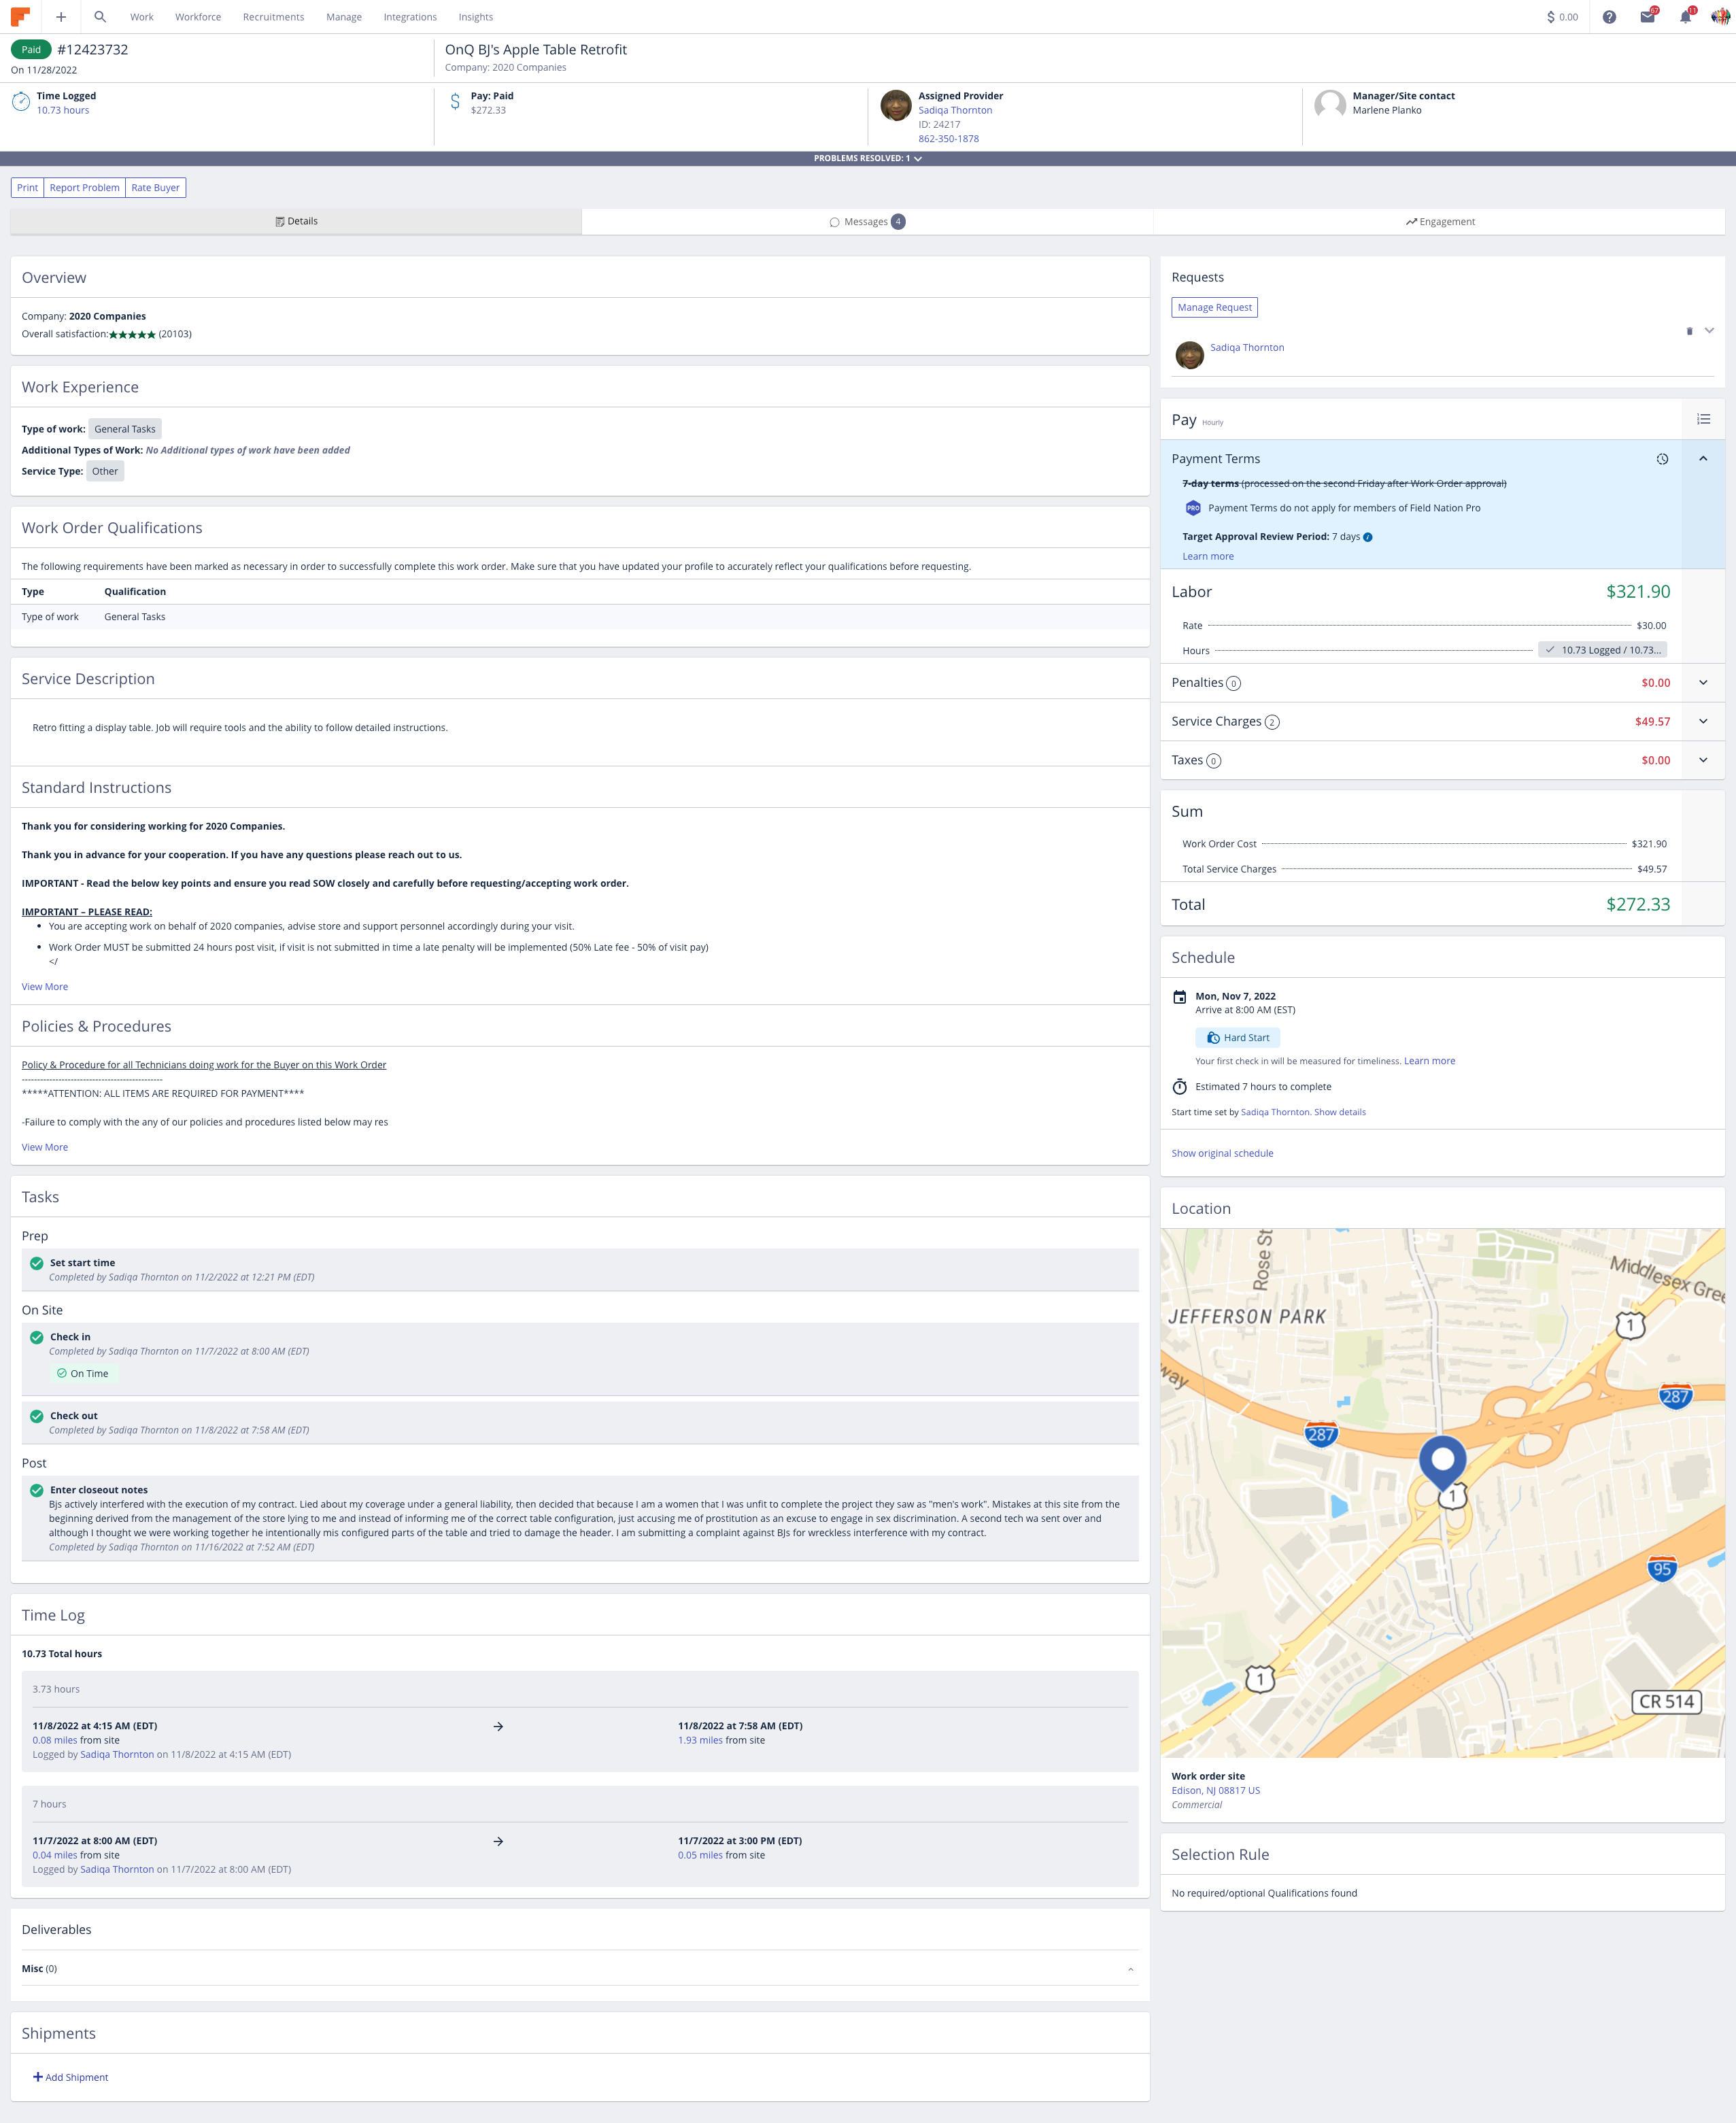 Work Workforce Recruitments Manage Integrations Insights
$ 0.00 67 11
Paid #12423732
On 11/28/2022
OnQ BJ's Apple Table Retrofit
Company: 2020 Companies
Time Logged
10.73 hours
Pay: Paid
$272.33
Assigned Provider
Sadiqa Thornton
ID: 24217
862-350-1878
Manager/Site contact
Marlene Planko
PROBLEMS RESOLVED: 1
Print Report Problem Rate Buyer
Details Messages 4 Engagement
Overview
Company: 2020 Companies
Overall satisfaction:★★★★★ (20103)
Work Experience
Type of work: General Tasks
Additional Types of Work: No Additional types of work have been added
Service Type: Other
Work Order Qualifications
The following requirements have been marked as necessary in order to successfully complete this work order. Make sure that you have updated your profile to accurately reflect your qualifications before requesting.
Type Qualification
Type of work General Tasks
Service Description
Retro fitting a display table. Job will require tools and the ability to follow detailed instructions.
Standard Instructions
Thank you for considering working for 2020 Companies.
Thank you in advance for your cooperation. If you have any questions please reach out to us.
IMPORTANT - Read the below key points and ensure you read SOW closely and carefully before requesting/accepting work order.
IMPORTANT – PLEASE READ:
• You are accepting work on behalf of 2020 companies, advise store and support personnel accordingly during your visit.
• Work Order MUST be submitted 24 hours post visit, if visit is not submitted in time a late penalty will be implemented (50% Late fee - 50% of visit pay)
</
View More
Policies & Procedures
Policy & Procedure for all Technicians doing work for the Buyer on this Work Order
----------------------------------------------
*****ATTENTION: ALL ITEMS ARE REQUIRED FOR PAYMENT****
-Failure to comply with the any of our policies and procedures listed below may res
View More
Tasks
Prep
Set start time
Completed by Sadiqa Thornton on 11/2/2022 at 12:21 PM (EDT)
On Site
Check in
Completed by Sadiqa Thornton on 11/7/2022 at 8:00 AM (EDT)
On Time
Check out
Completed by Sadiqa Thornton on 11/8/2022 at 7:58 AM (EDT)
Post
Enter closeout notes
Bjs actively interfered with the execution of my contract. Lied about my coverage under a general liability, then decided that because I am a women that I was unfit to complete the project they saw as "men's work". Mistakes at this site from the
beginning derived from the management of the store lying to me and instead of informing me of the correct table configuration, just accusing me of prostitution as an excuse to engage in sex discrimination. A second tech wa sent over and
although I thought we were working together he intentionally mis configured parts of the table and tried to damage the header. I am submitting a complaint against BJs for wreckless interference with my contract.
Completed by Sadiqa Thornton on 11/16/2022 at 7:52 AM (EDT)
Time Log
10.73 Total hours
3.73 hours
11/8/2022 at 4:15 AM (EDT) 11/8/2022 at 7:58 AM (EDT)
0.08 miles from site 1.93 miles from site
Logged by Sadiqa Thornton on 11/8/2022 at 4:15 AM (EDT)
7 hours
11/7/2022 at 8:00 AM (EDT) 11/7/2022 at 3:00 PM (EDT)
0.04 miles from site 0.05 miles from site
Logged by Sadiqa Thornton on 11/7/2022 at 8:00 AM (EDT)
Deliverables
Misc (0)
Shipments
Add Shipment
Requests
Manage Request
Sadiqa Thornton
Pay Hourly
Payment Terms
7-day terms (processed on the second Friday after Work Order approval)
PRO Payment Terms do not apply for members of Field Nation Pro
Target Approval Review Period: 7 days
Learn more
Labor $321.90
Rate $30.00
Hours 10.73 Logged / 10.73...
Penalties 0 $0.00
Service Charges 2 $49.57
Taxes 0 $0.00
Sum
Work Order Cost $321.90
Total Service Charges $49.57
Total $272.33
Schedule
Mon, Nov 7, 2022
Arrive at 8:00 AM (EST)
Hard Start
Your first check in will be measured for timeliness. Learn more
Estimated 7 hours to complete
Start time set by Sadiqa Thornton. Show details
Show original schedule
Location
Rose St
Middlesex Gree
JEFFERSON PARK
1
way
287
287
1
95
1
CR 514
Work order site
Edison, NJ 08817 US
Commercial
Selection Rule
No required/optional Qualifications found